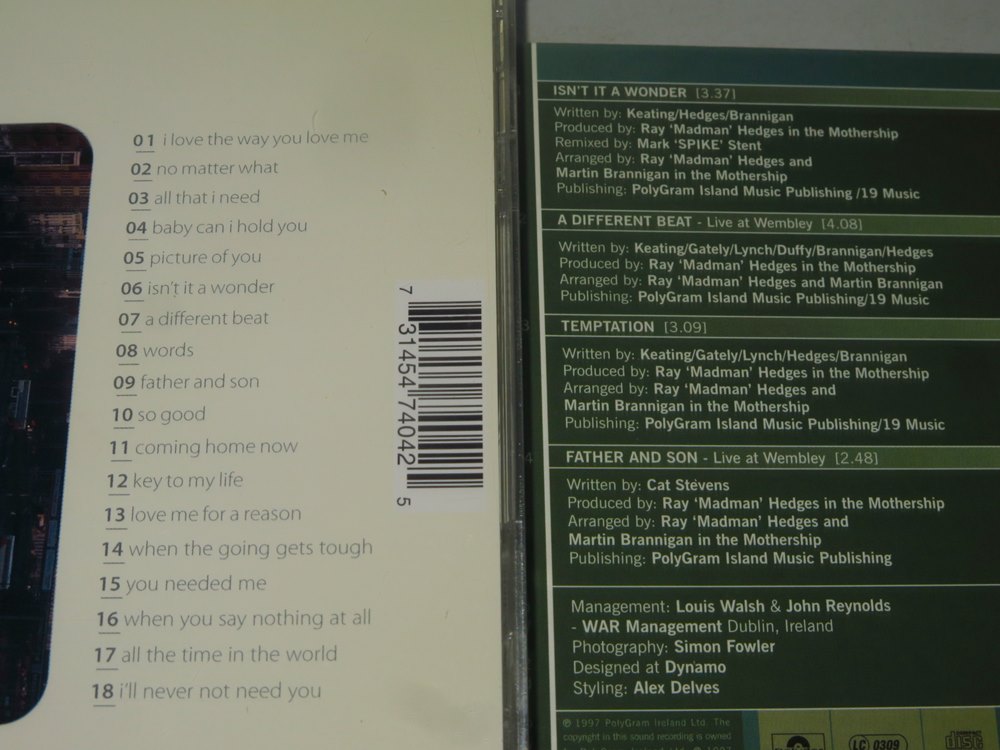 01 i love the way you love me
02 no matter what
03 all that i need
04 baby can i hold you
05 picture of you
06 isn't it a wonder
07 a different beat
08 words
09 father and son
10 so good
11 coming home now
12 key to my life
13 love me for a reason
14 when the going gets tough
15 you needed me
16 when you say nothing at all
17 all the time in the world
18 i'll never not need you
7 31454 74042 5
ISN'T IT A WONDER [3.37]
Written by: Keating/Hedges/Brannigan
Produced by: Ray 'Madman' Hedges in the Mothership
Remixed by: Mark 'SPIKE' Stent
Arranged by: Ray 'Madman' Hedges and
Martin Brannigan in the Mothership
Publishing: PolyGram Island Music Publishing /19 Music
2
A DIFFERENT BEAT - Live at Wembley [4.08]
Written by: Keating/Gately/Lynch/Duffy/Brannigan/Hedges
Produced by: Ray 'Madman' Hedges in the Mothership
Arranged by: Ray 'Madman' Hedges and Martin Brannigan
Publishing: PolyGram Island Music Publishing/19 Music
3
TEMPTATION [3.09]
Written by: Keating/Gately/Lynch/Hedges/Brannigan
Produced by: Ray 'Madman' Hedges in the Mothership
Arranged by: Ray 'Madman' Hedges and
Martin Brannigan in the Mothership
Publishing: PolyGram Island Music Publishing/19 Music
4
FATHER AND SON - Live at Wembley [2.48]
Written by: Cat Stevens
Produced by: Ray 'Madman' Hedges in the Mothership
Arranged by: Ray 'Madman' Hedges and
Martin Brannigan in the Mothership
Publishing: PolyGram Island Music Publishing
Management: Louis Walsh & John Reynolds
- WAR Management Dublin, Ireland
Photography: Simon Fowler
Designed at Dynamo
Styling: Alex Delves
℗ 1997 PolyGram Ireland Ltd. The
copyright in this sound recording is owned
LC 0309
COMPACT
disc